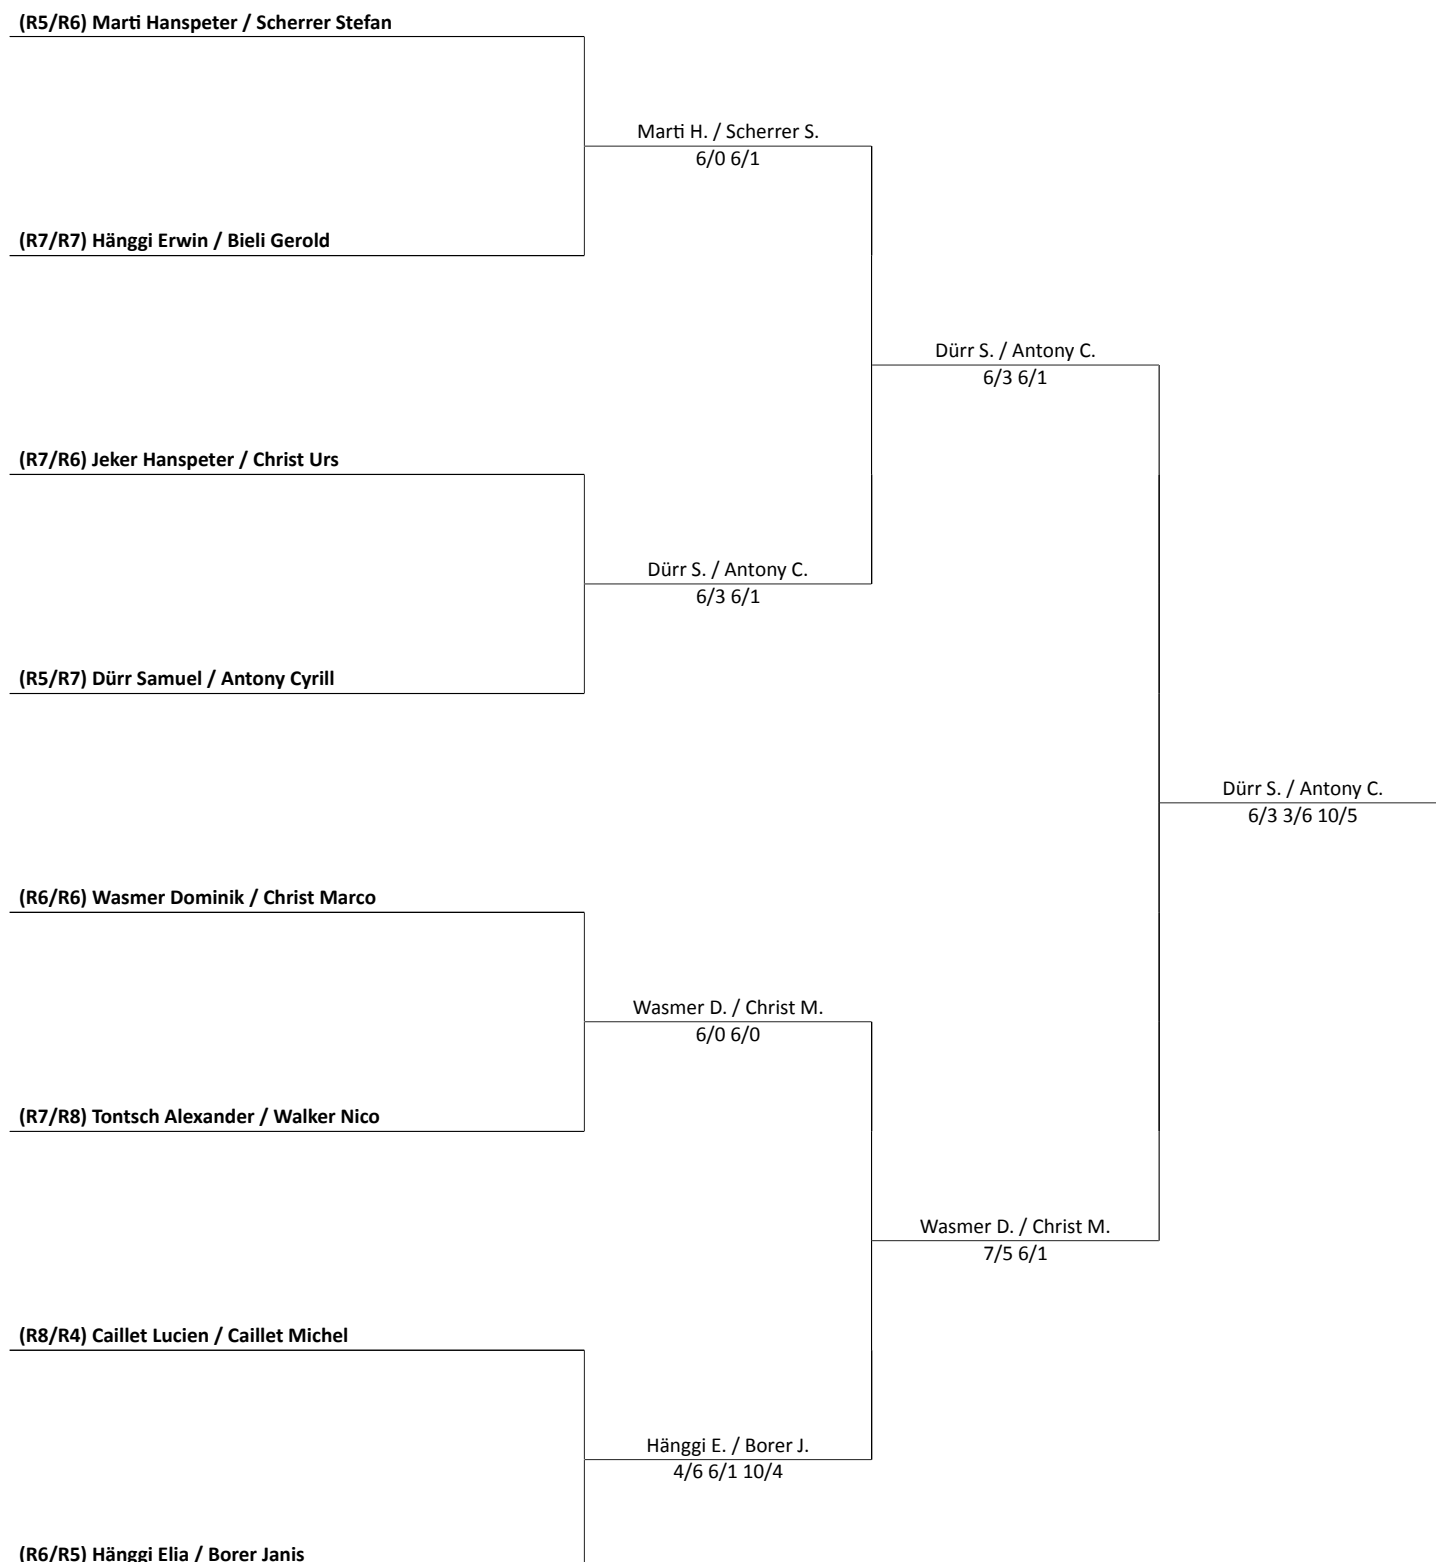 (R5/R6) Marti Hanspeter / Scherrer Stefan
Marti H. / Scherrer S.
6/0 6/1
(R7/R7) Hänggi Erwin / Bieli Gerold
Dürr S. / Antony C.
6/3 6/1
(R7/R6) Jeker Hanspeter / Christ Urs
Dürr S. / Antony C.
6/3 6/1
(R5/R7) Dürr Samuel / Antony Cyrill
Dürr S. / Antony C.
6/3 3/6 10/5
(R6/R6) Wasmer Dominik / Christ Marco
Wasmer D. / Christ M.
6/0 6/0
(R7/R8) Tontsch Alexander / Walker Nico
Wasmer D. / Christ M.
7/5 6/1
(R8/R4) Caillet Lucien / Caillet Michel
Hänggi E. / Borer J.
4/6 6/1 10/4
(R6/R5) Hänggi Elia / Borer Janis